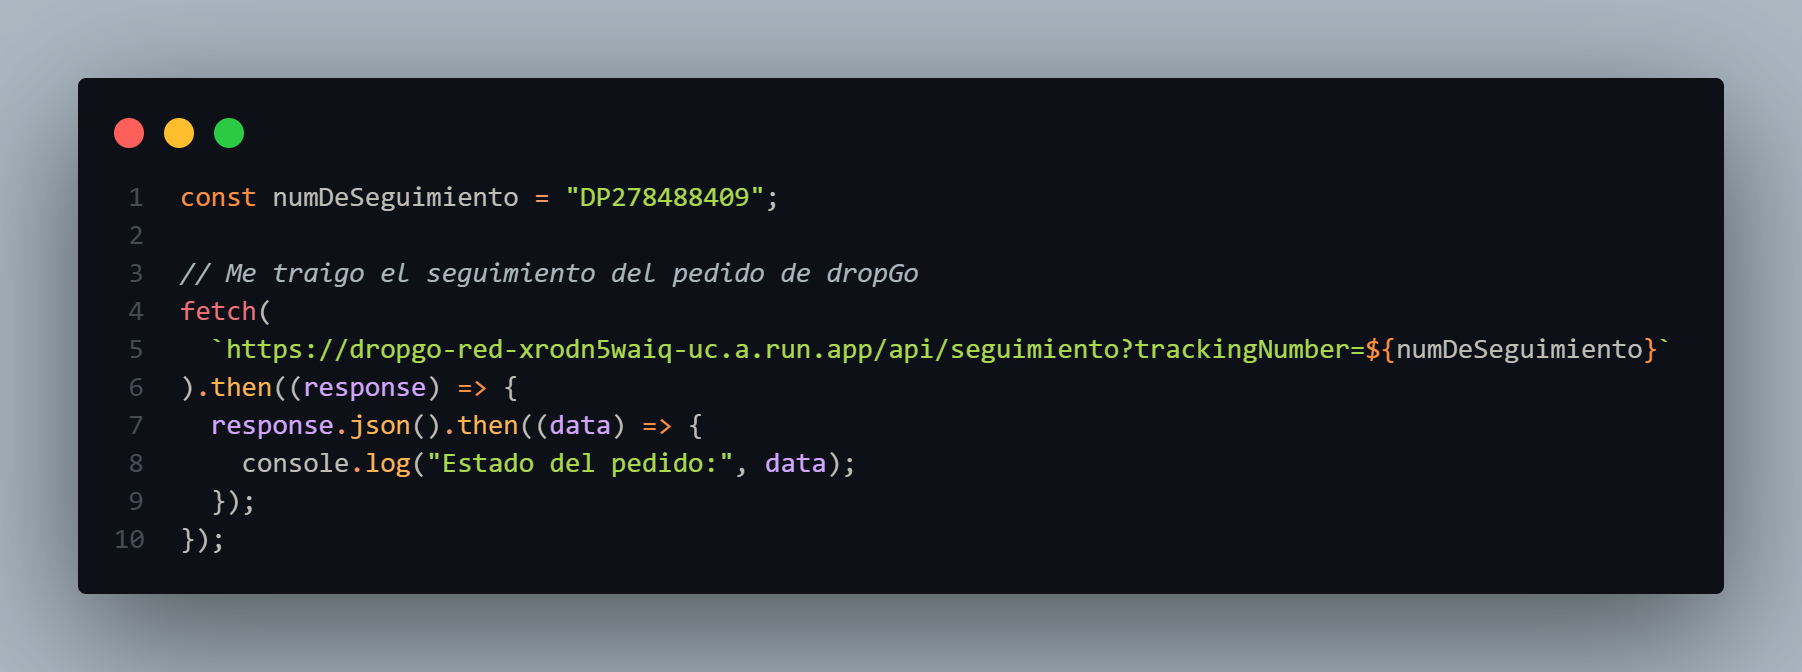 1 const numDeSeguimiento = "DP278488409";
2
3 // Me traigo el seguimiento del pedido de dropGo
4 fetch(
5   `https://dropgo-red-xrodn5waiq-uc.a.run.app/api/seguimiento?trackingNumber=${numDeSeguimiento}`
6 ).then((response) => {
7   response.json().then((data) => {
8     console.log("Estado del pedido:", data);
9   });
10 });